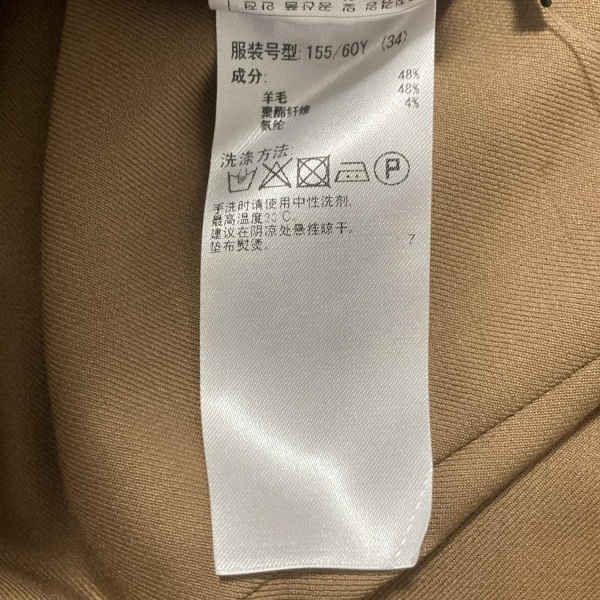 服装号型: 155/60Y (34)
成分:
羊毛 48%
聚酯纤维 48%
氨纶 4%
洗涤方法:
P
手洗时请使用中性洗剂,
最高温度30℃。
建议在阴凉处悬挂晾干。
垫布熨烫。 7